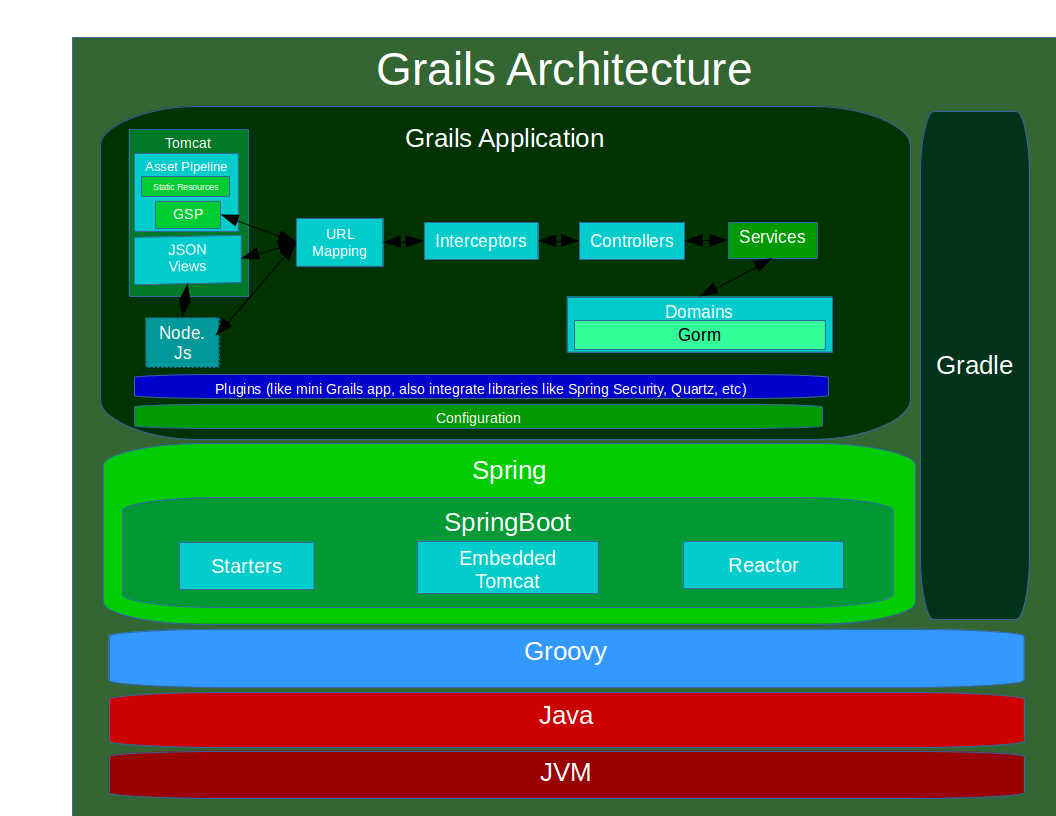 Grails Architecture
Grails Application
Tomcat
Asset Pipeline
Static Resources
GSP
JSON
Views
Node.
Js
URL
Mapping
Interceptors
Controllers
Services
Domains
Gorm
Plugins (like mini Grails app, also integrate libraries like Spring Security, Quartz, etc)
Configuration
Gradle
Spring
SpringBoot
Starters
Embedded
Tomcat
Reactor
Groovy
Java
JVM